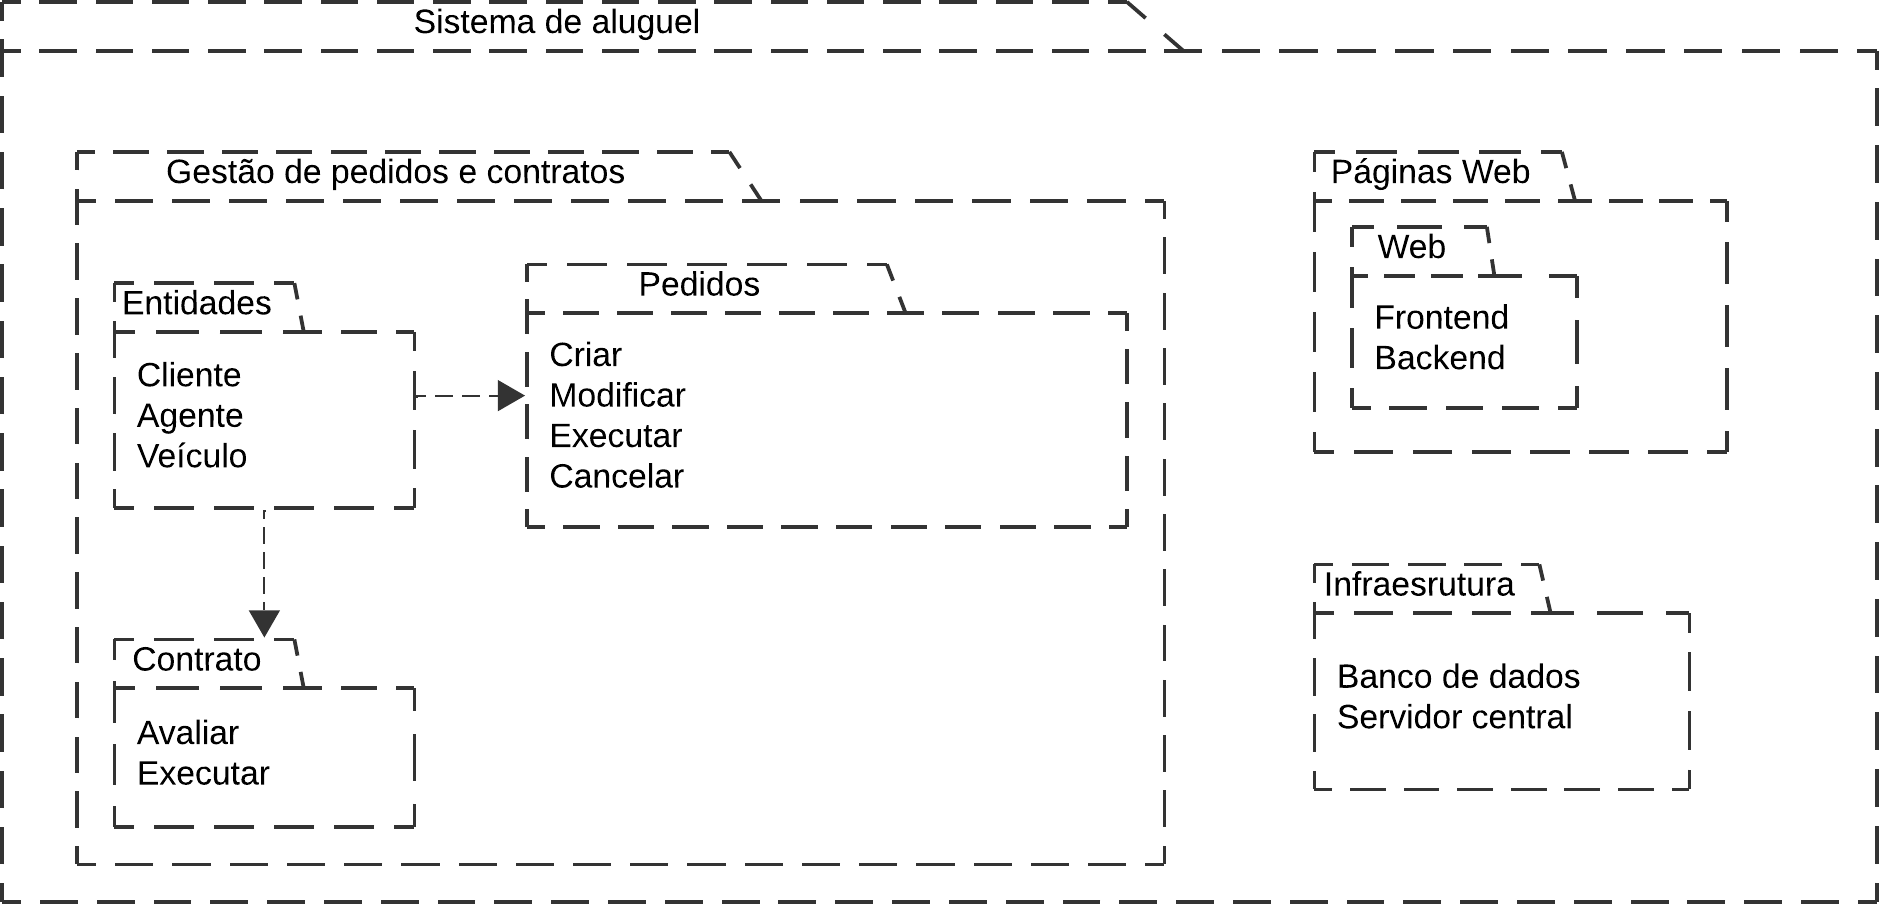 Sistema de aluguel
Gestão de pedidos e contratos
Entidades
Cliente
Agente
Veículo
Pedidos
Criar
Modificar
Executar
Cancelar
Contrato
Avaliar
Executar
Páginas Web
Web
Frontend
Backend
Infraesrutura
Banco de dados
Servidor central